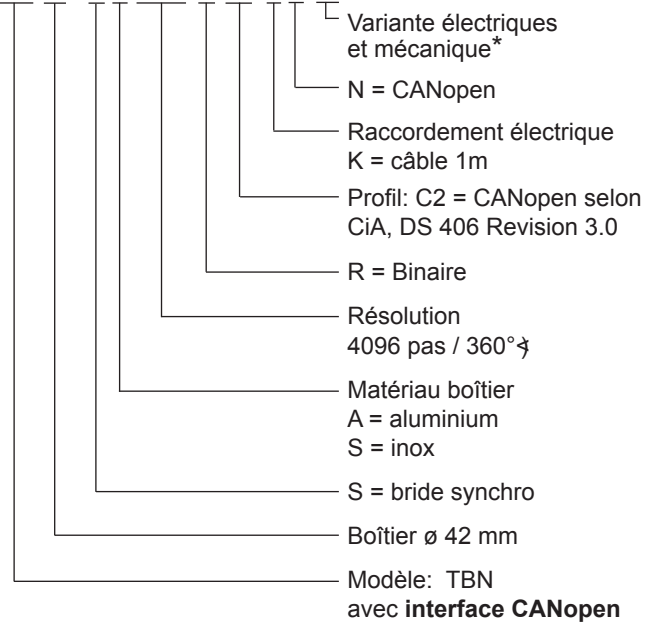 Variante électriques
et mécanique*
N = CANopen
Raccordement électrique
K = câble 1m
Profil: C2 = CANopen selon
CiA, DS 406 Revision 3.0
R = Binaire
Résolution
4096 pas / 360°∢
Matériau boîtier
A = aluminium
S = inox
S = bride synchro
Boîtier ø 42 mm
Modèle: TBN
avec interface CANopen